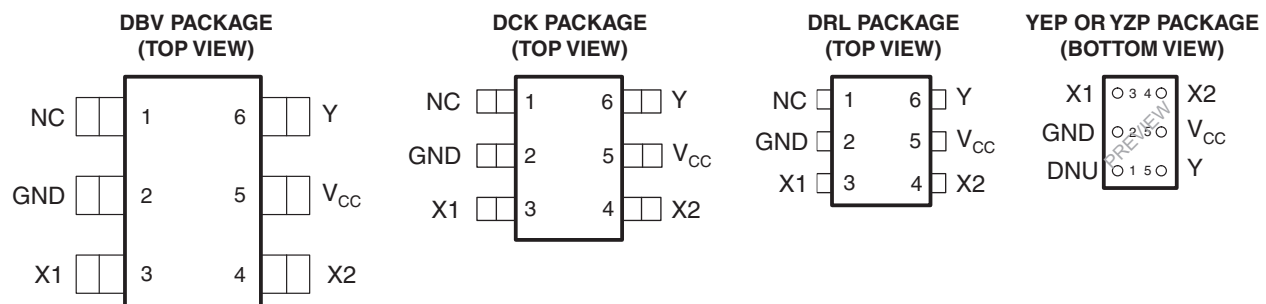 DBV PACKAGE
(TOP VIEW)
NC 1 6 Y
GND 2 5 VCC
X1 3 4 X2
DCK PACKAGE
(TOP VIEW)
NC 1 6 Y
GND 2 5 VCC
X1 3 4 X2
DRL PACKAGE
(TOP VIEW)
NC 1 6 Y
GND 2 5 VCC
X1 3 4 X2
YEP OR YZP PACKAGE
(BOTTOM VIEW)
X1 3 4 X2
GND 2 5 VCC
DNU 1 5 Y
PREVIEW